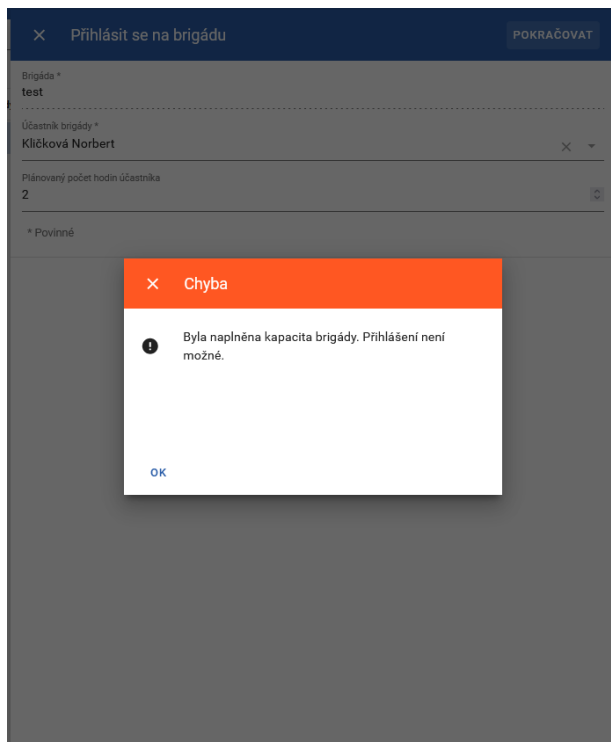 Přihlásit se na brigádu
POKRAČOVAT
Brigáda *
test
Účastník brigády *
Kličková Norbert
Plánovaný počet hodin účastníka
2
* Povinné
Chyba
Byla naplněna kapacita brigády. Přihlášení není
možné.
OK